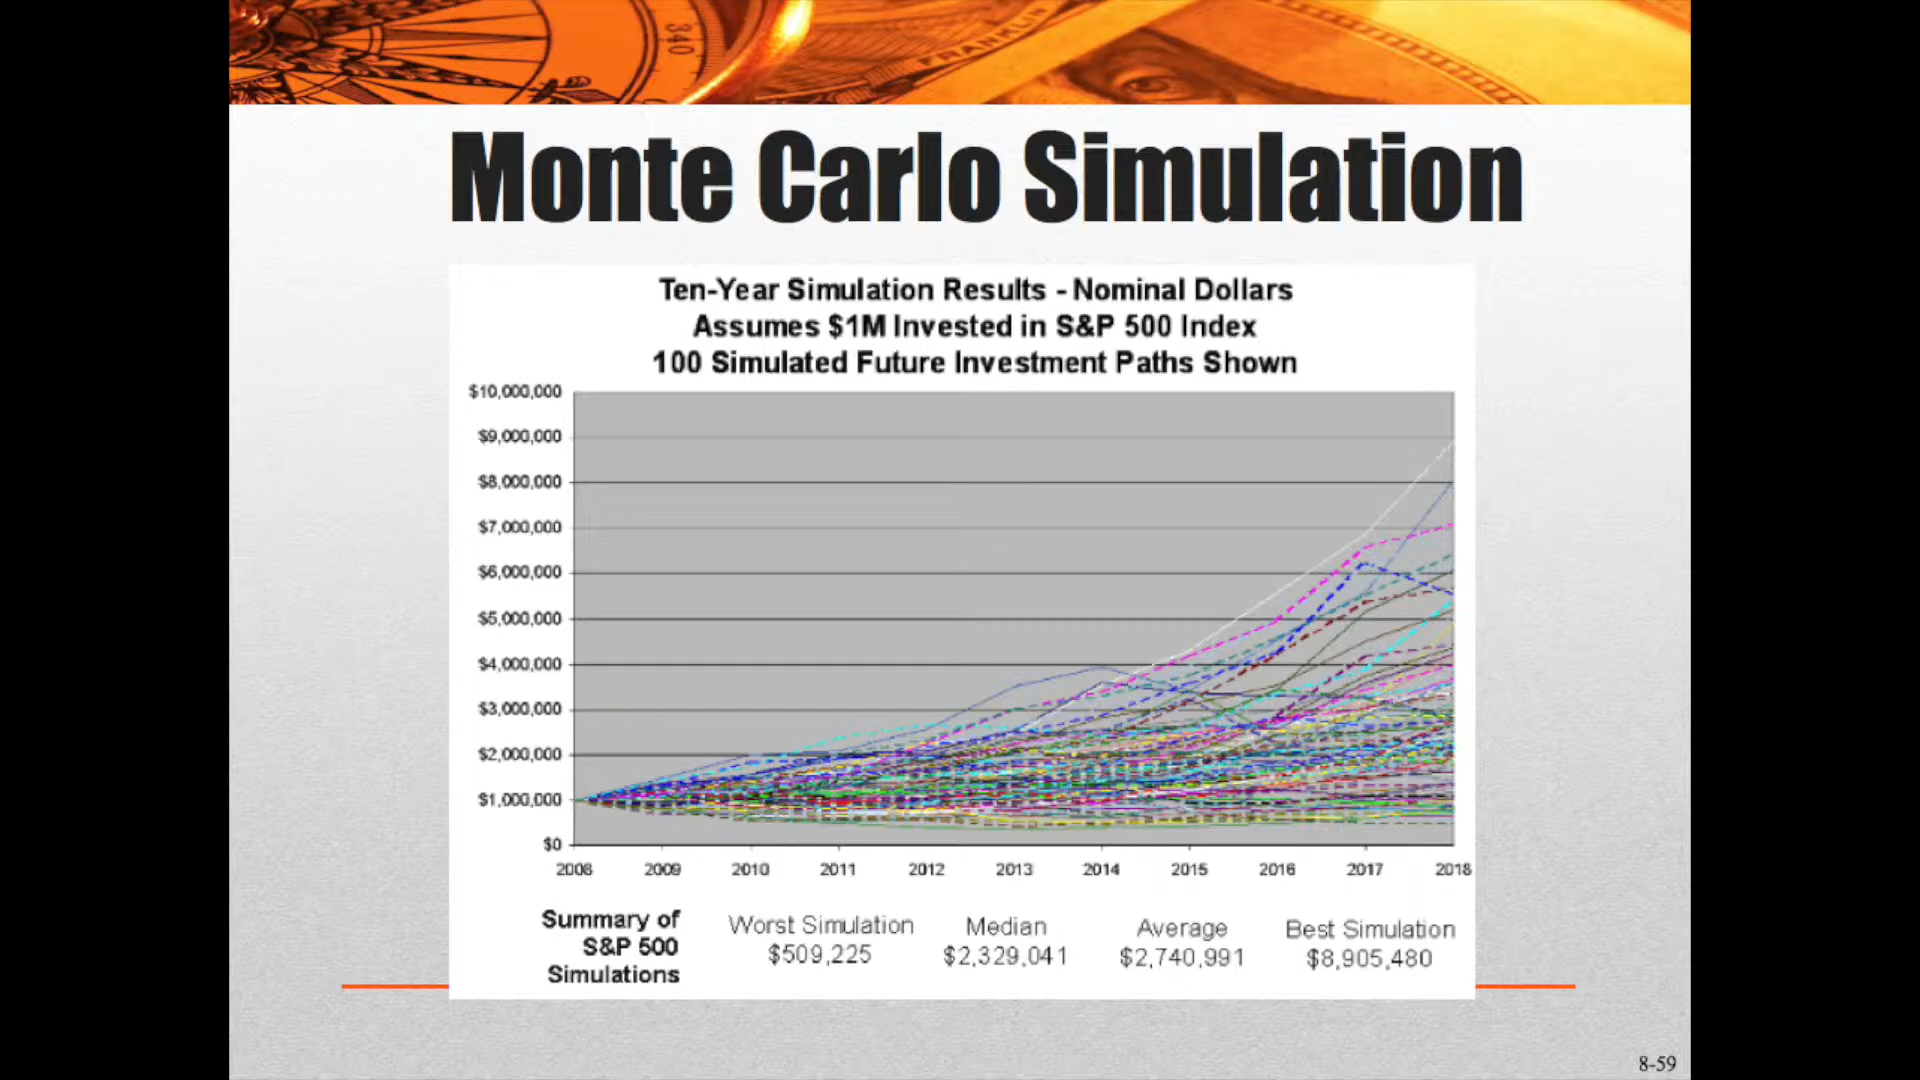 340
FRANKLIN
Monte Carlo Simulation
Ten-Year Simulation Results - Nominal Dollars
Assumes $1M Invested in S&P 500 Index
100 Simulated Future Investment Paths Shown
$10,000,000
$9,000,000
$8,000,000
$7,000,000
$6,000,000
$5,000,000
$4,000,000
$3,000,000
$2,000,000
$1,000,000
$0
2008 2009 2010 2011 2012 2013 2014 2015 2016 2017 2018
Summary of
S&P 500
Simulations
Worst Simulation Median Average Best Simulation
$509,225 $2,329,041 $2,740,991 $8,905,480
8-59